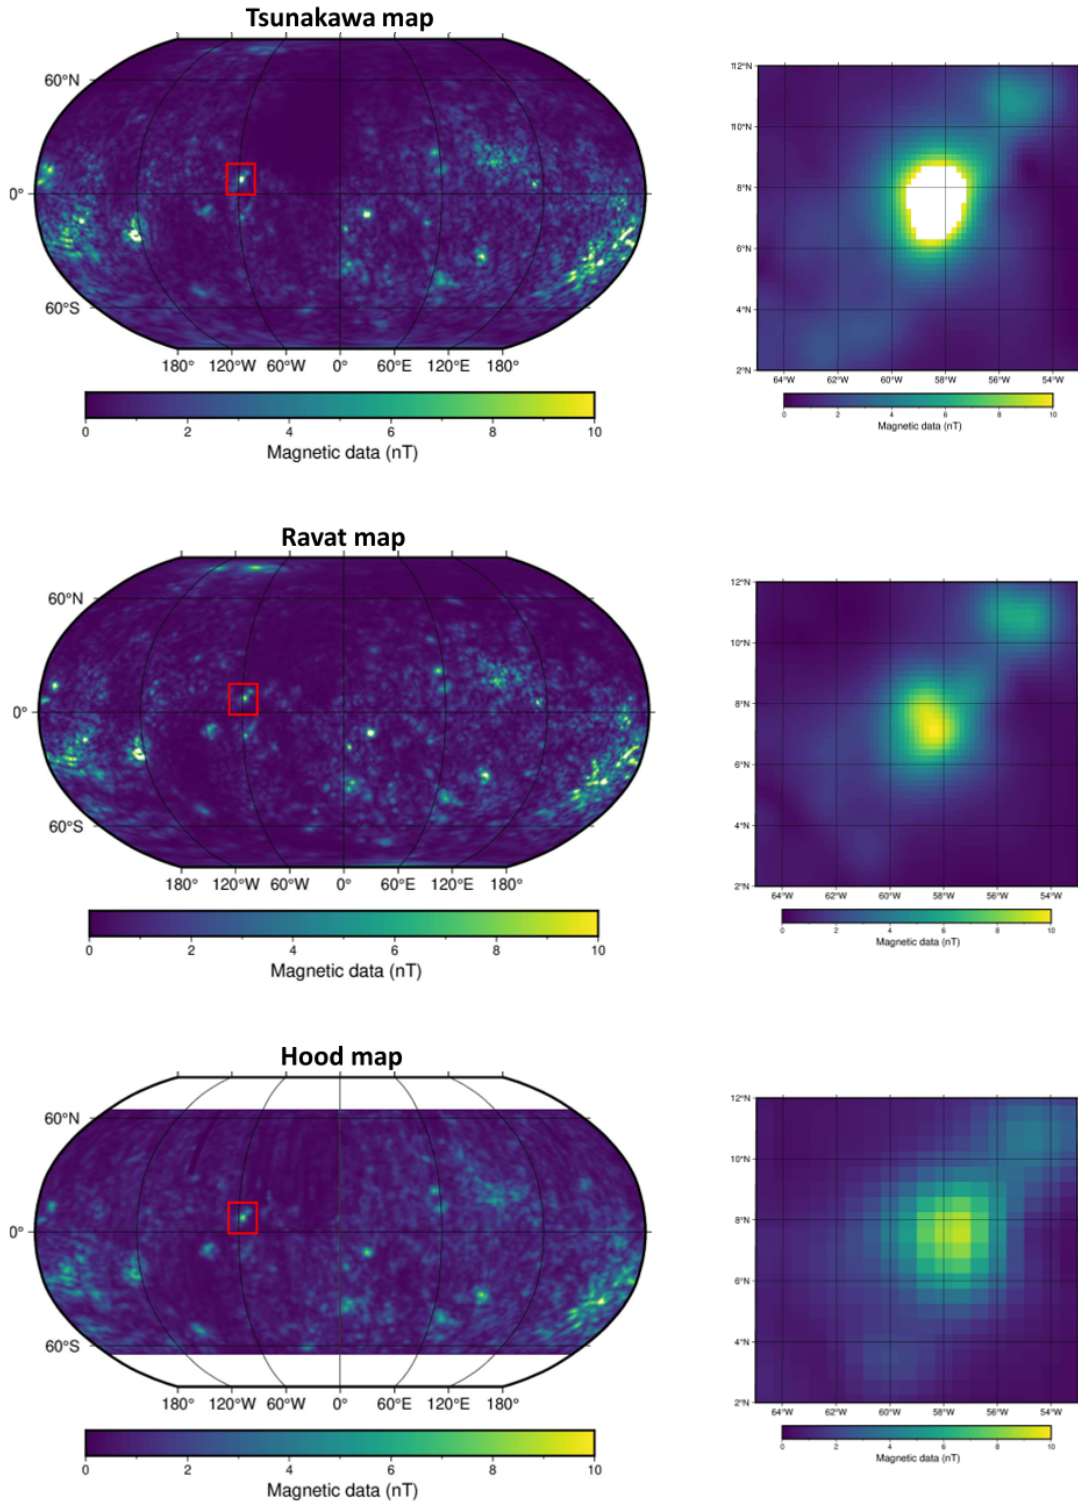 Tsunakawa map
60°N
0°
60°S
180° 120°W 60°W 0° 60°E 120°E 180°
0 2 4 6 8 10
Magnetic data (nT)
12°N
10°N
8°N
6°N
4°N
2°N
64°W 62°W 60°W 58°W 56°W 54°W
0 2 4 6 8 10
Magnetic data (nT)
Ravat map
60°N
0°
60°S
180° 120°W 60°W 0° 60°E 120°E 180°
0 2 4 6 8 10
Magnetic data (nT)
12°N
10°N
8°N
6°N
4°N
2°N
64°W 62°W 60°W 58°W 56°W 54°W
0 2 4 6 8 10
Magnetic data (nT)
Hood map
60°N
0°
60°S
180° 120°W 60°W 0° 60°E 120°E 180°
0 2 4 6 8 10
Magnetic data (nT)
12°N
10°N
8°N
6°N
4°N
2°N
64°W 62°W 60°W 58°W 56°W 54°W
0 2 4 6 8 10
Magnetic data (nT)